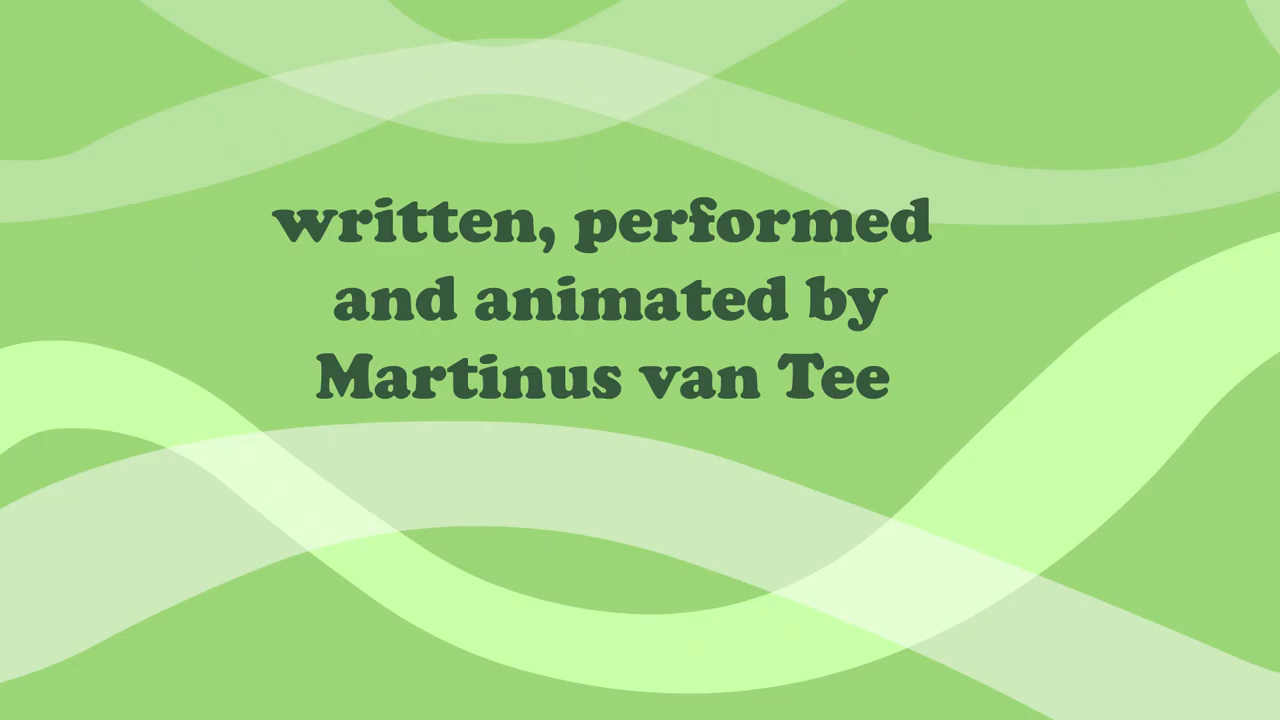 written, performed
and animated by
Martinus van Tee